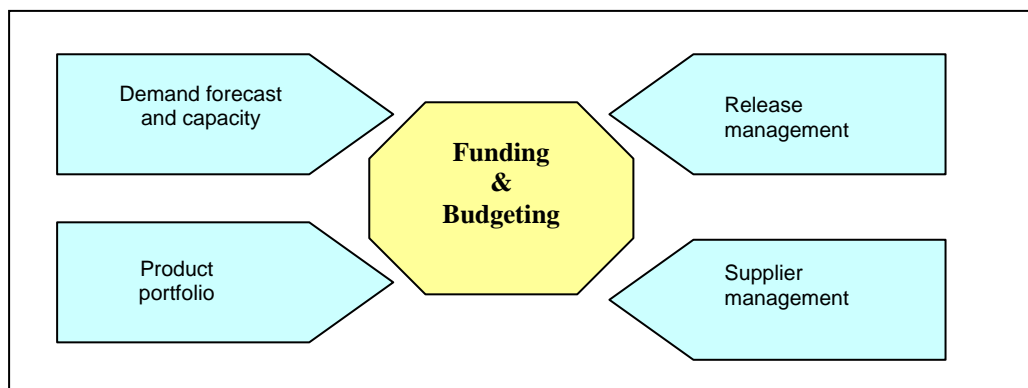 Demand forecast
and capacity
Release
management
Funding
&
Budgeting
Product
portfolio
Supplier
management